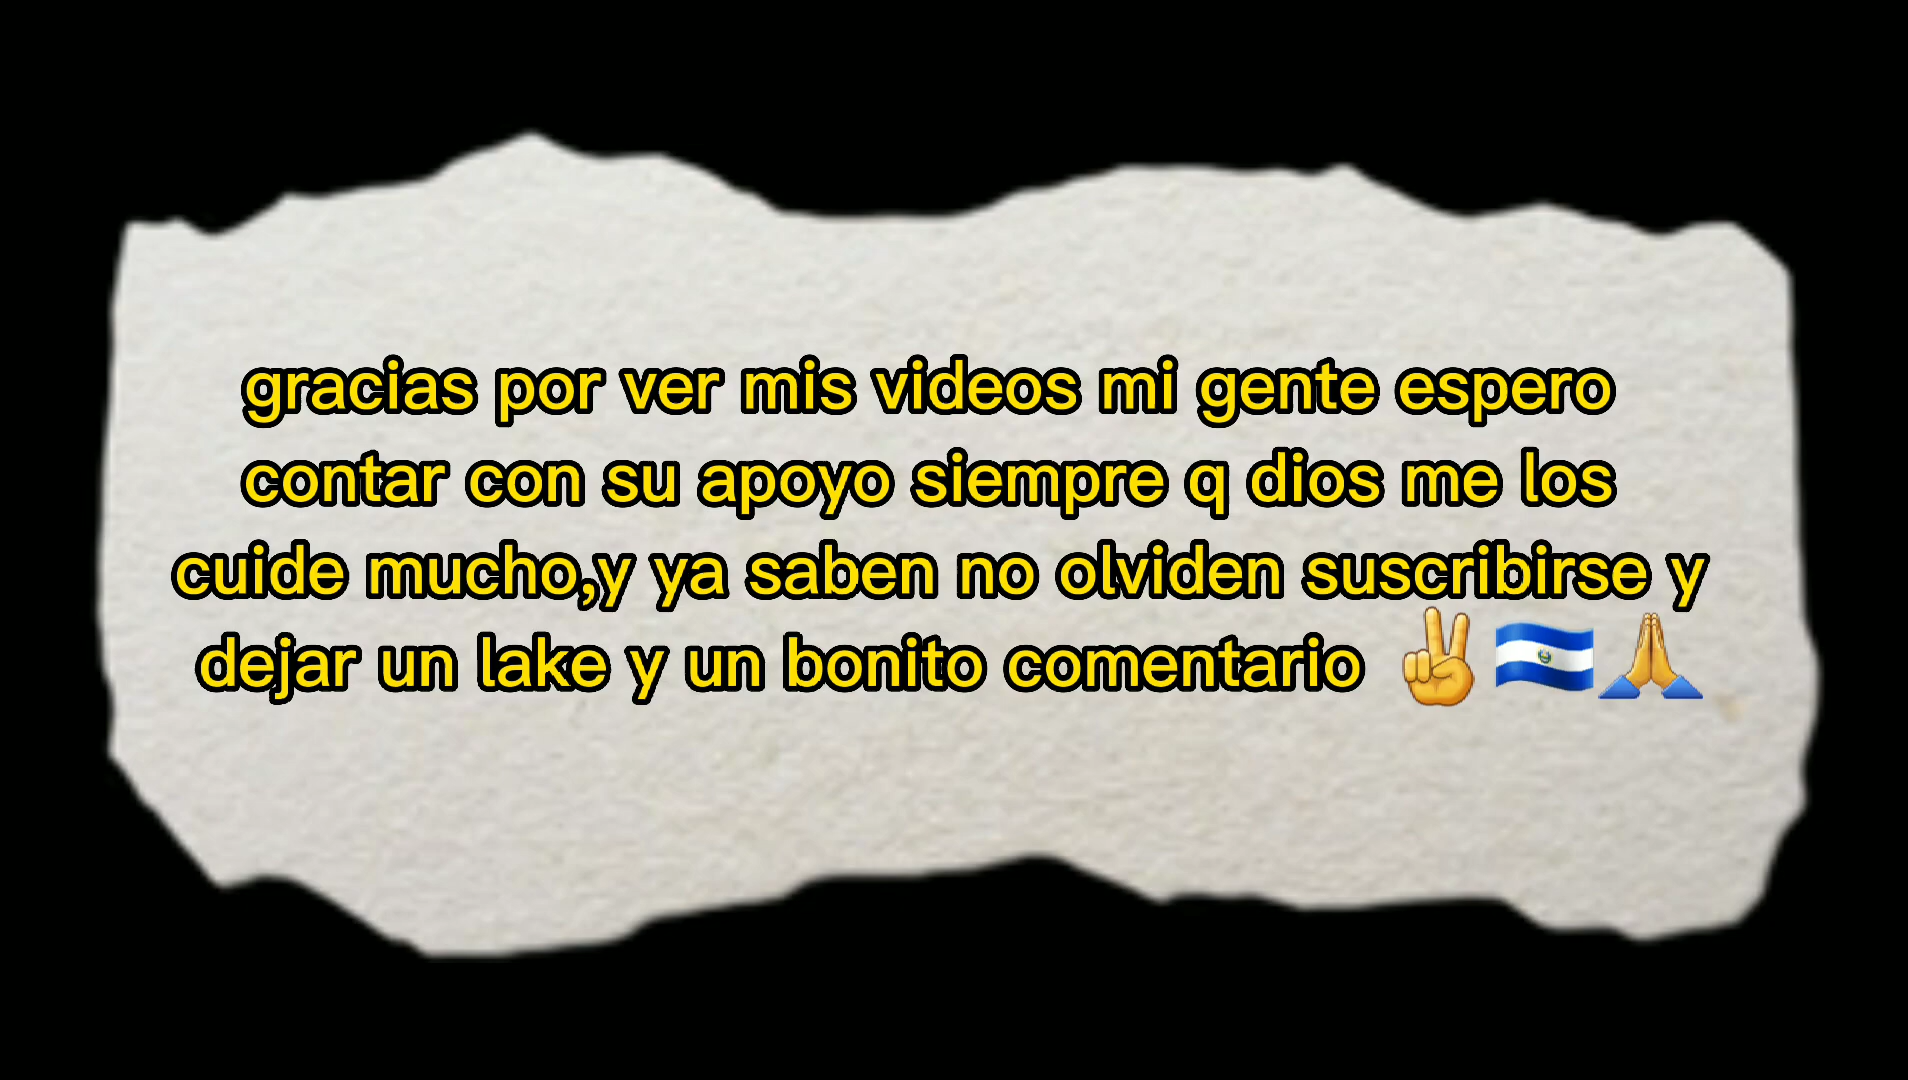 gracias por ver mis videos mi gente espero
contar con su apoyo siempre q dios me los
cuide mucho,y ya saben no olviden suscribirse y
dejar un lake y un bonito comentario ✌️🇸🇻🙏